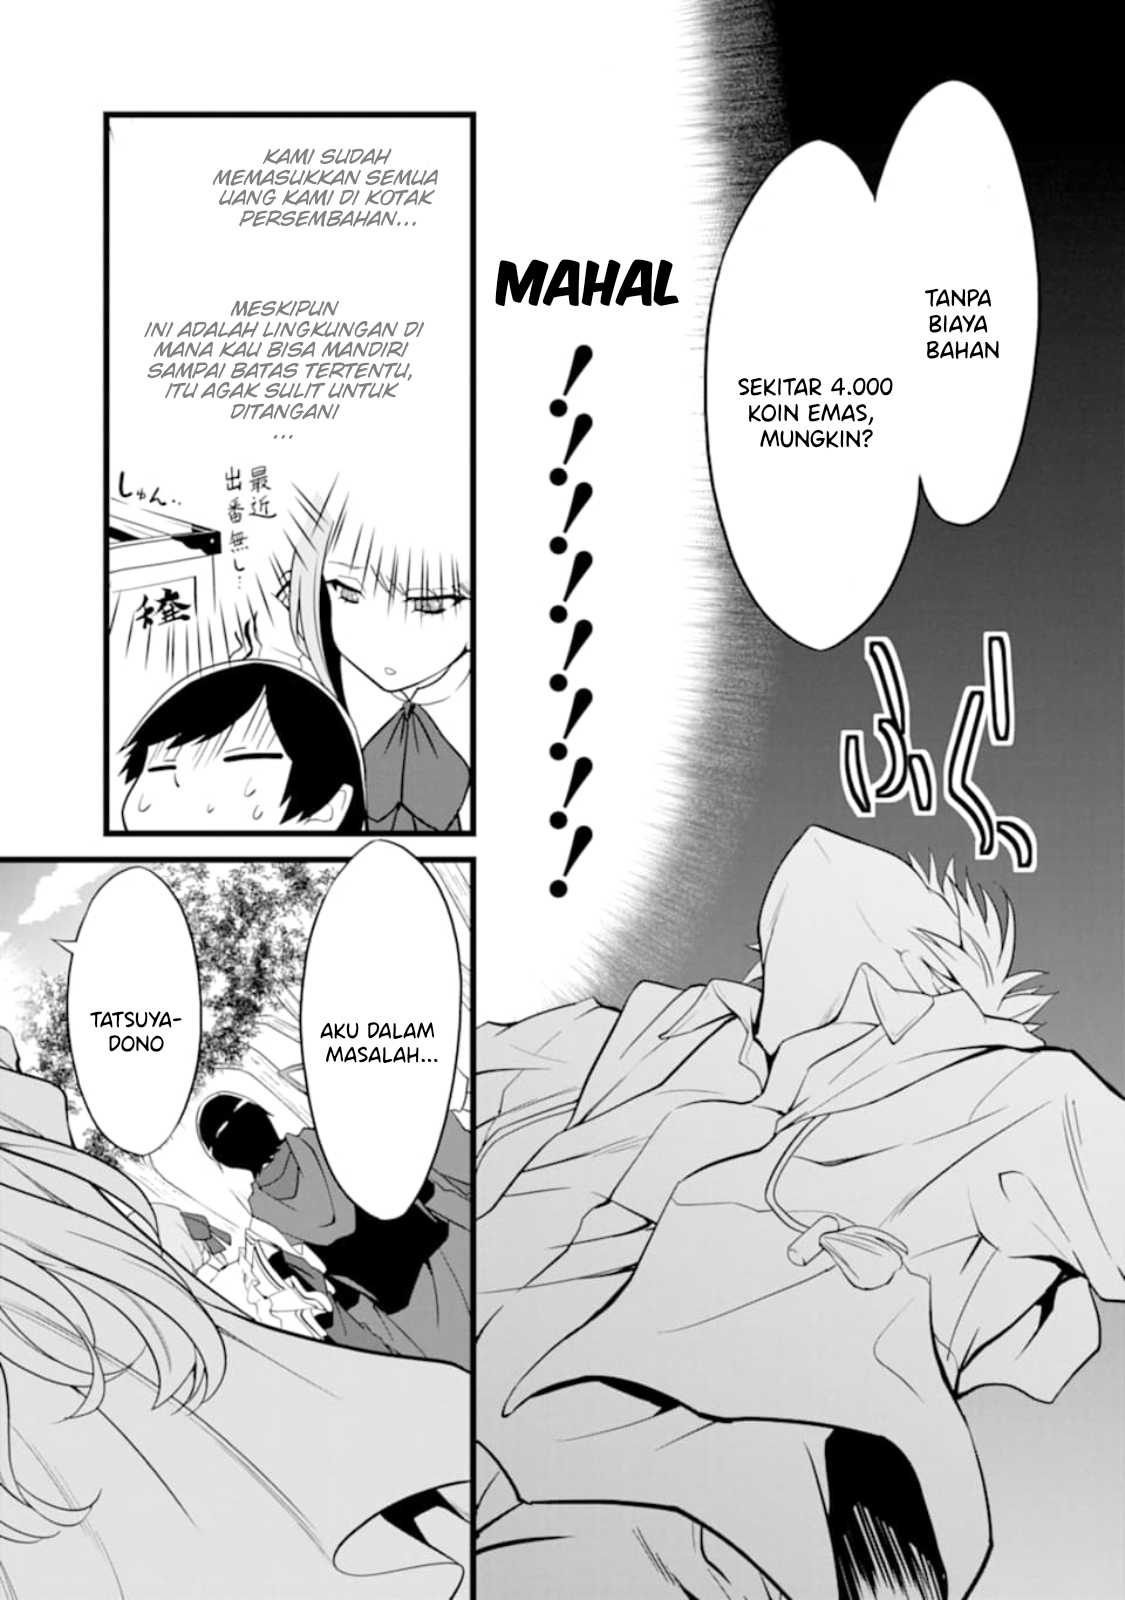 TANPA
BIAYA
BAHAN
SEKITAR 4.000
KOIN EMAS,
MUNGKIN?
MAHAL
!!!!!!!!
ふぐぐ
KAMI SUDAH
MEMASUKKAN SEMUA
UANG KAMI DI KOTAK
PERSEMBAHAN...
MESKIPUN
INI ADALAH LINGKUNGAN DI
MANA KAU BISA MANDIRI
SAMPAI BATAS TERTENTU,
ITU AGAK SULIT UNTUK
DITANGANI
...
最近
出番無し…
しゅん‥
AKU DALAM
MASALAH...
TATSUYA-
DONO